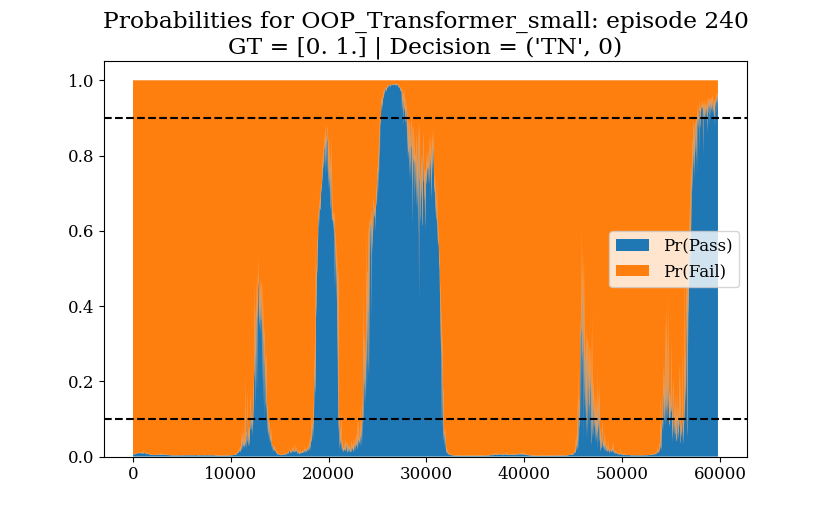 Probabilities for OOP_Transformer_small: episode 240
GT = [0. 1.] | Decision = ('TN', 0)
1.0
0.8
0.6
0.4
0.2
0.0
Pr(Pass)
Pr(Fail)
0 10000 20000 30000 40000 50000 60000